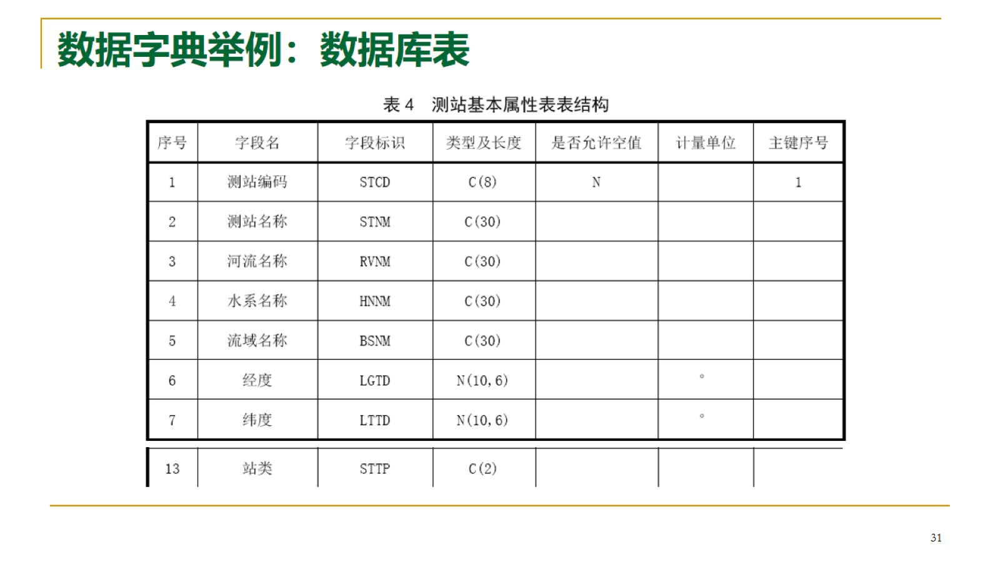 数据字典举例：数据库表
表 4 测站基本属性表表结构
序号 字段名 字段标识 类型及长度 是否允许空值 计量单位 主键序号
1 测站编码 STCD C(8) N 1
2 测站名称 STNM C(30)
3 河流名称 RVNM C(30)
4 水系名称 HNNM C(30)
5 流域名称 BSNM C(30)
6 经度 LGTD N(10,6) °
7 纬度 LTTD N(10,6) °
13 站类 STTP C(2)
31